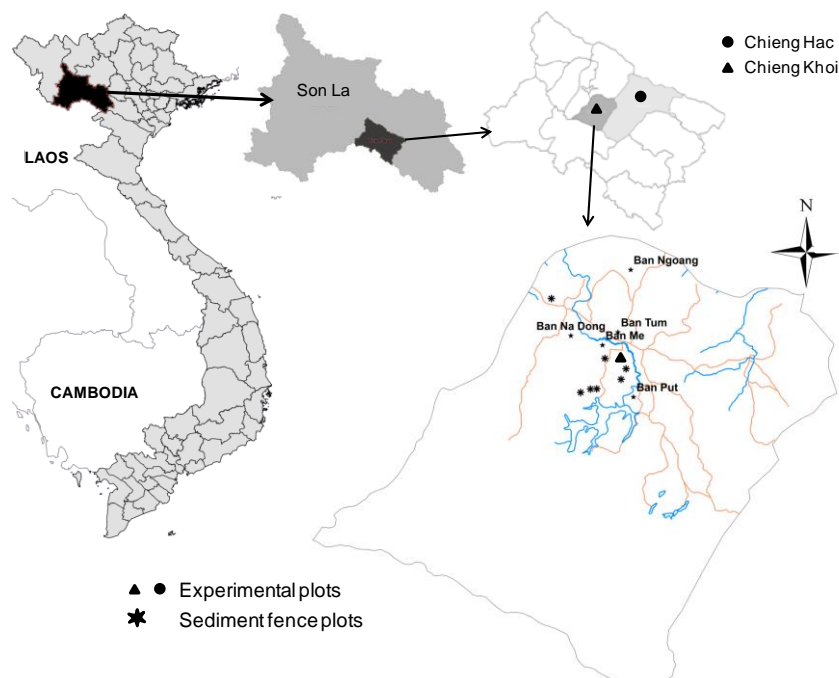 Chieng Hac
Chieng Khoi
Son La
LAOS
N
Ban Ngoang
Ban Na Dong
Ban Tum
Ban Me
Ban Put
CAMBODIA
Experimental plots
Sediment fence plots